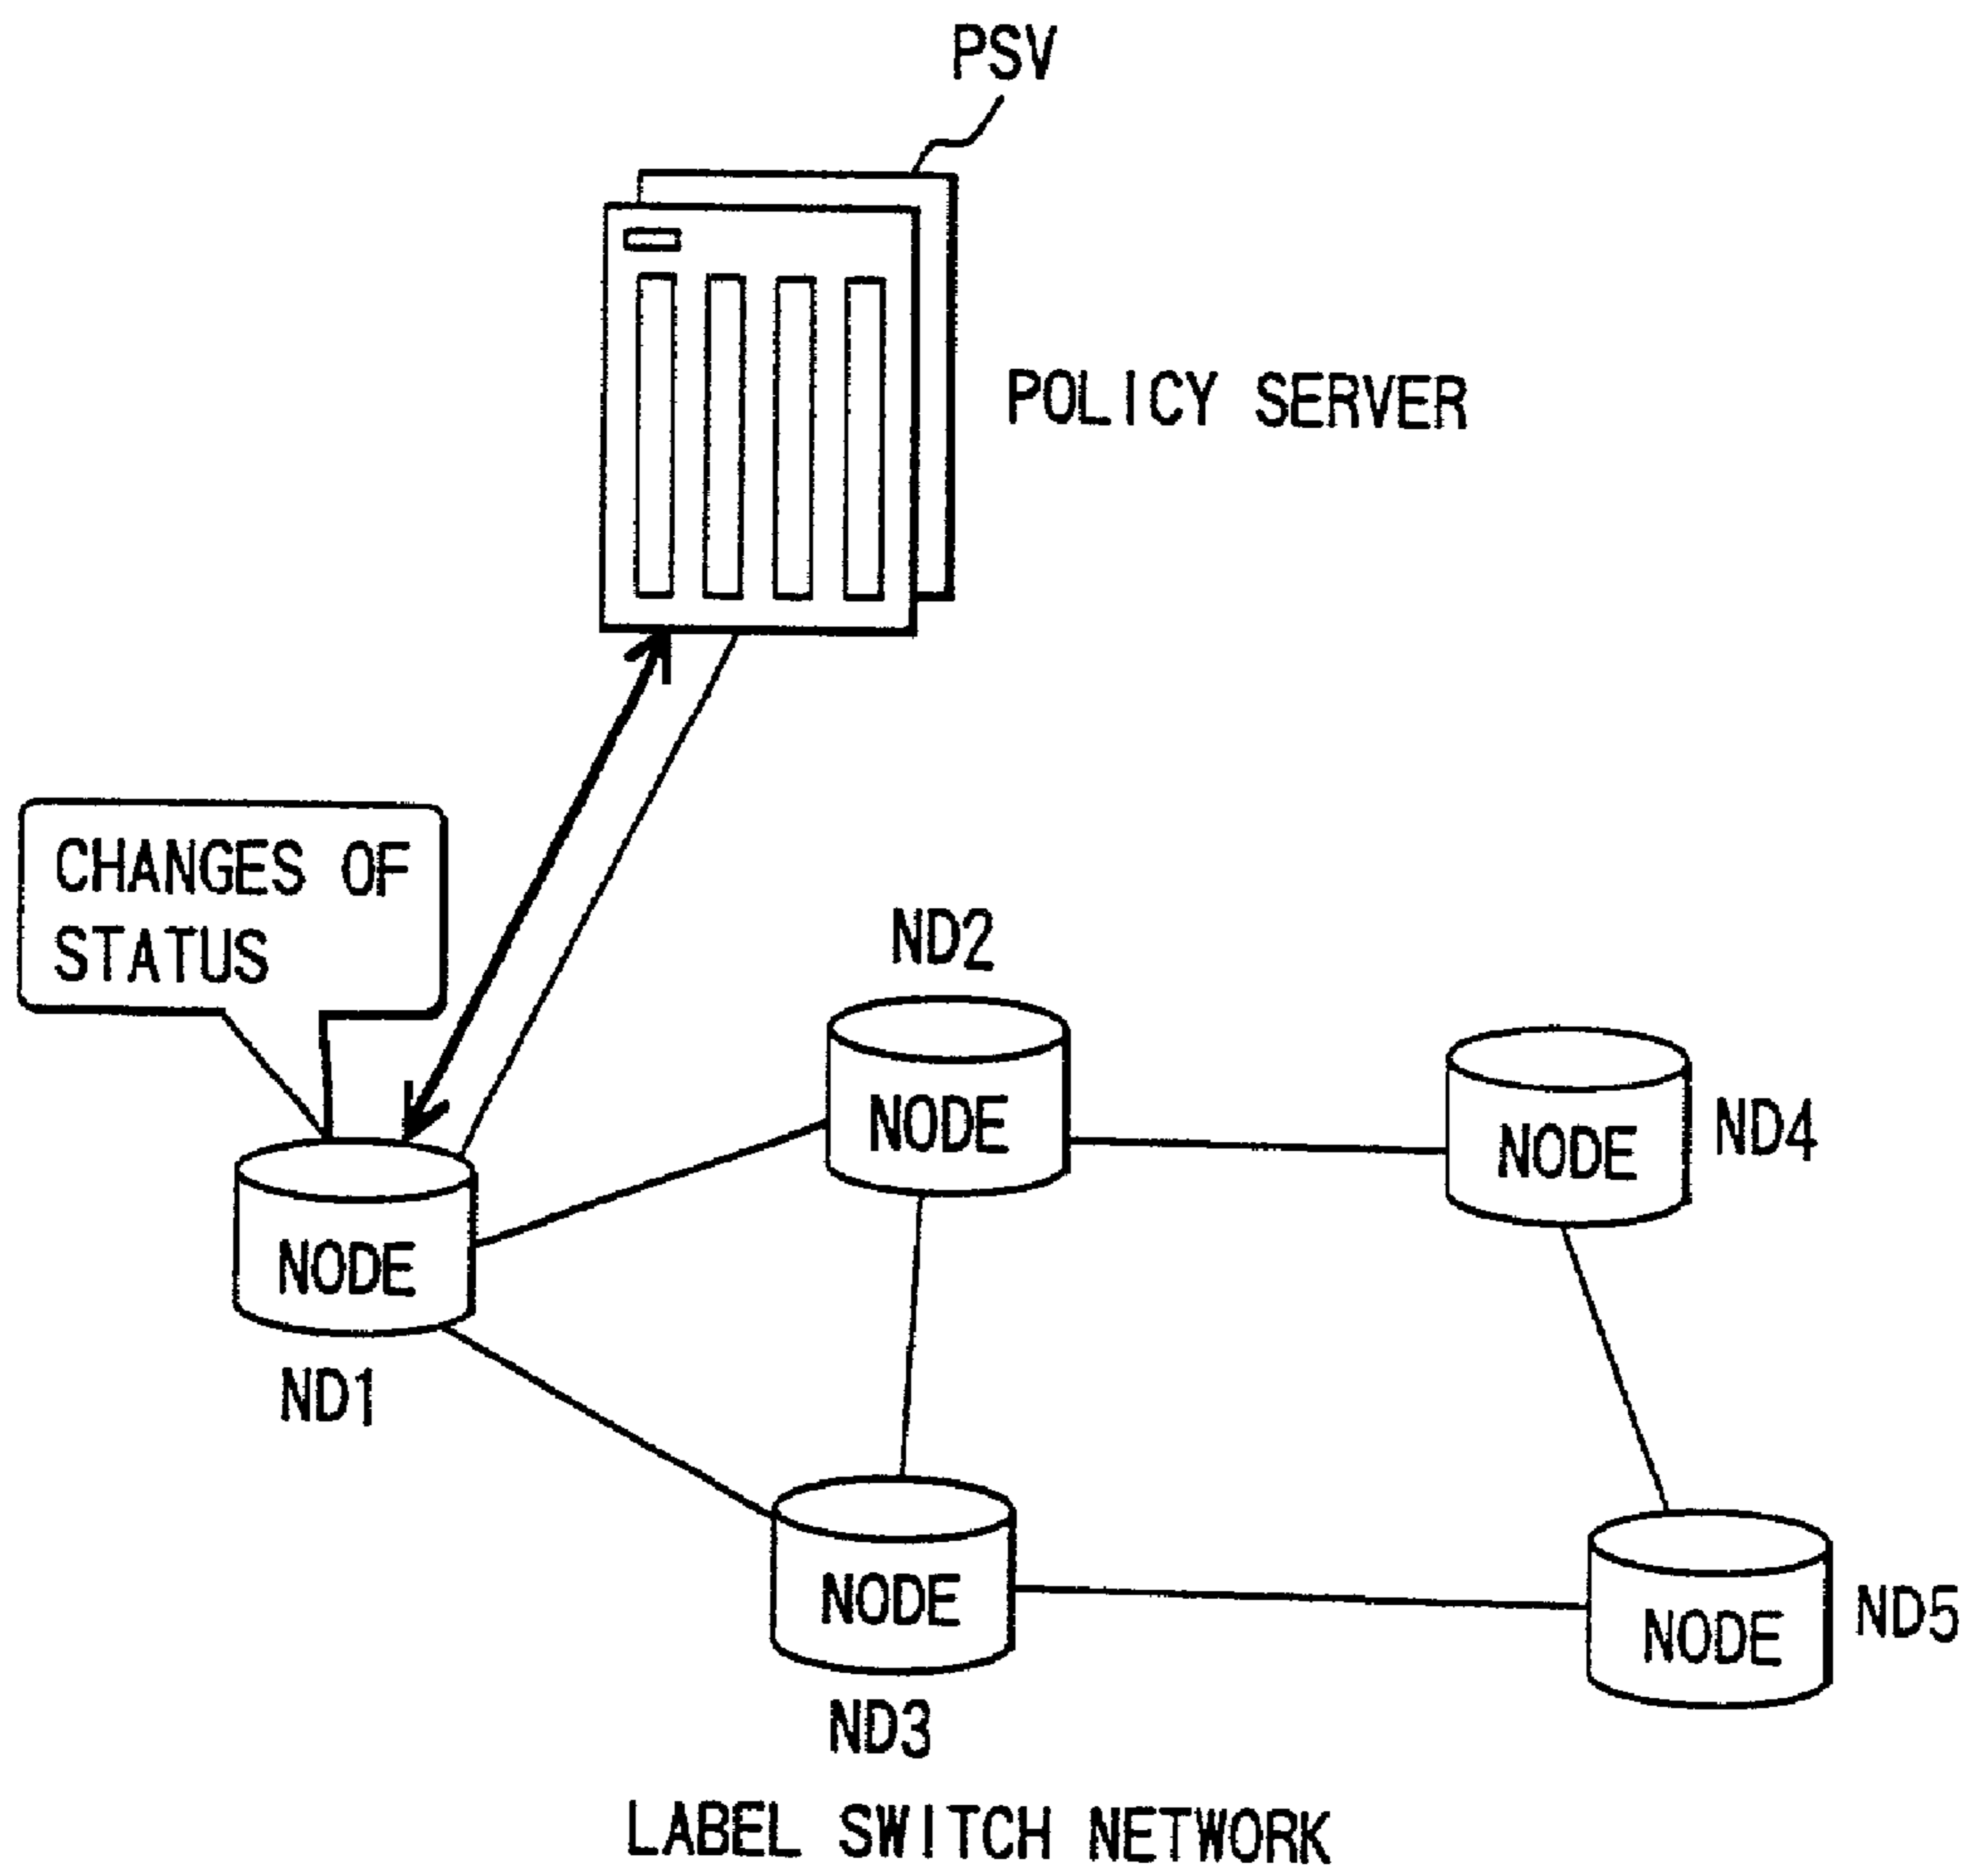 PSV
POLICY SERVER
CHANGES OF
STATUS
ND2
NODE
NODE
ND4
NODE
ND1
NODE
ND3
NODE
ND5
LABEL SWITCH NETWORK